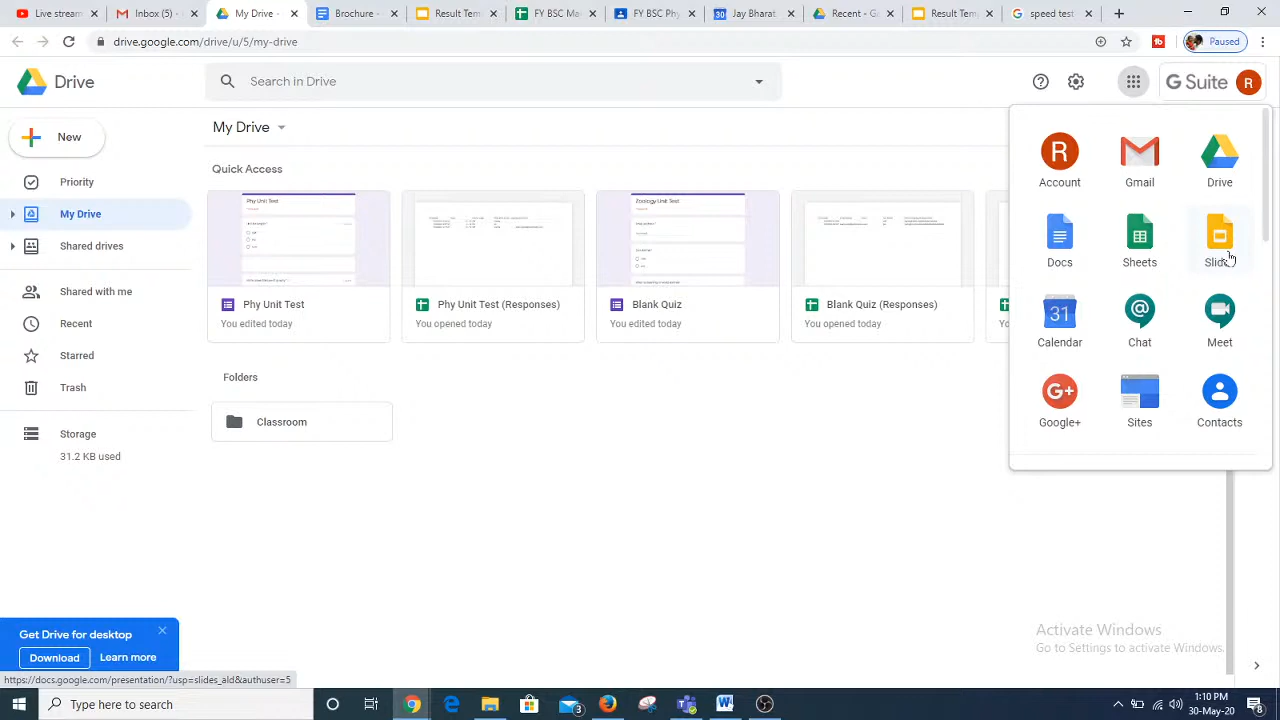 Live stream
Inbox (5)
My Drive -
Brochure -
Result Tem
FY BSC Me
FY BSC Phy
Jay Bharat
Recent - G
Result Tem
speed test
drive.google.com/drive/u/5/my-drive
Paused
Drive
Search in Drive
G Suite
R
New
My Drive
Priority
My Drive
Shared drives
Shared with me
Recent
Starred
Trash
Storage
31.2 KB used
Quick Access
Phy Unit Test
Zoology Unit Test
Phy Unit Test
You edited today
Phy Unit Test (Responses)
You opened today
Blank Quiz
You edited today
Blank Quiz (Responses)
You opened today
Folders
Classroom
R
Account
Gmail
Drive
Docs
Sheets
31
Calendar
Chat
Meet
G+
Google+
Sites
Contacts
Activate Windows
Go to Settings to activate Windows.
Get Drive for desktop
Download
Learn more
https://docs.google.com/presentation/?usp=slides_ald&authuser=5
Type here to search
1:10 PM
30-May-20